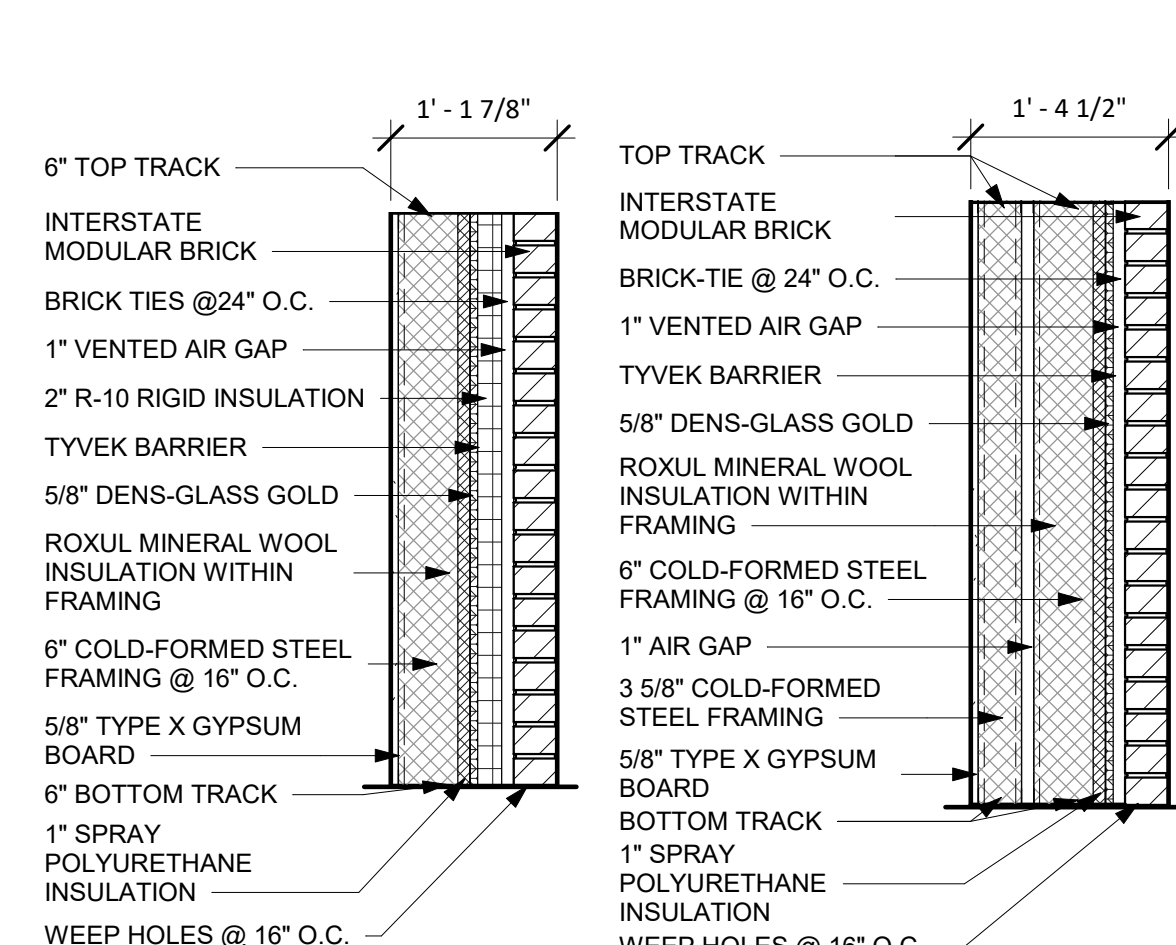 1' - 1 7/8"
6" TOP TRACK
INTERSTATE
MODULAR BRICK
BRICK TIES @24" O.C.
1" VENTED AIR GAP
2" R-10 RIGID INSULATION
TYVEK BARRIER
5/8" DENS-GLASS GOLD
ROXUL MINERAL WOOL
INSULATION WITHIN
FRAMING
6" COLD-FORMED STEEL
FRAMING @ 16" O.C.
5/8" TYPE X GYPSUM
BOARD
6" BOTTOM TRACK
1" SPRAY
POLYURETHANE
INSULATION
WEEP HOLES @ 16" O.C.
1' - 4 1/2"
TOP TRACK
INTERSTATE
MODULAR BRICK
BRICK-TIE @ 24" O.C.
1" VENTED AIR GAP
TYVEK BARRIER
5/8" DENS-GLASS GOLD
ROXUL MINERAL WOOL
INSULATION WITHIN
FRAMING
6" COLD-FORMED STEEL
FRAMING @ 16" O.C.
1" AIR GAP
3 5/8" COLD-FORMED
STEEL FRAMING
5/8" TYPE X GYPSUM
BOARD
BOTTOM TRACK
1" SPRAY
POLYURETHANE
INSULATION
WEEP HOLES @ 16" O.C.